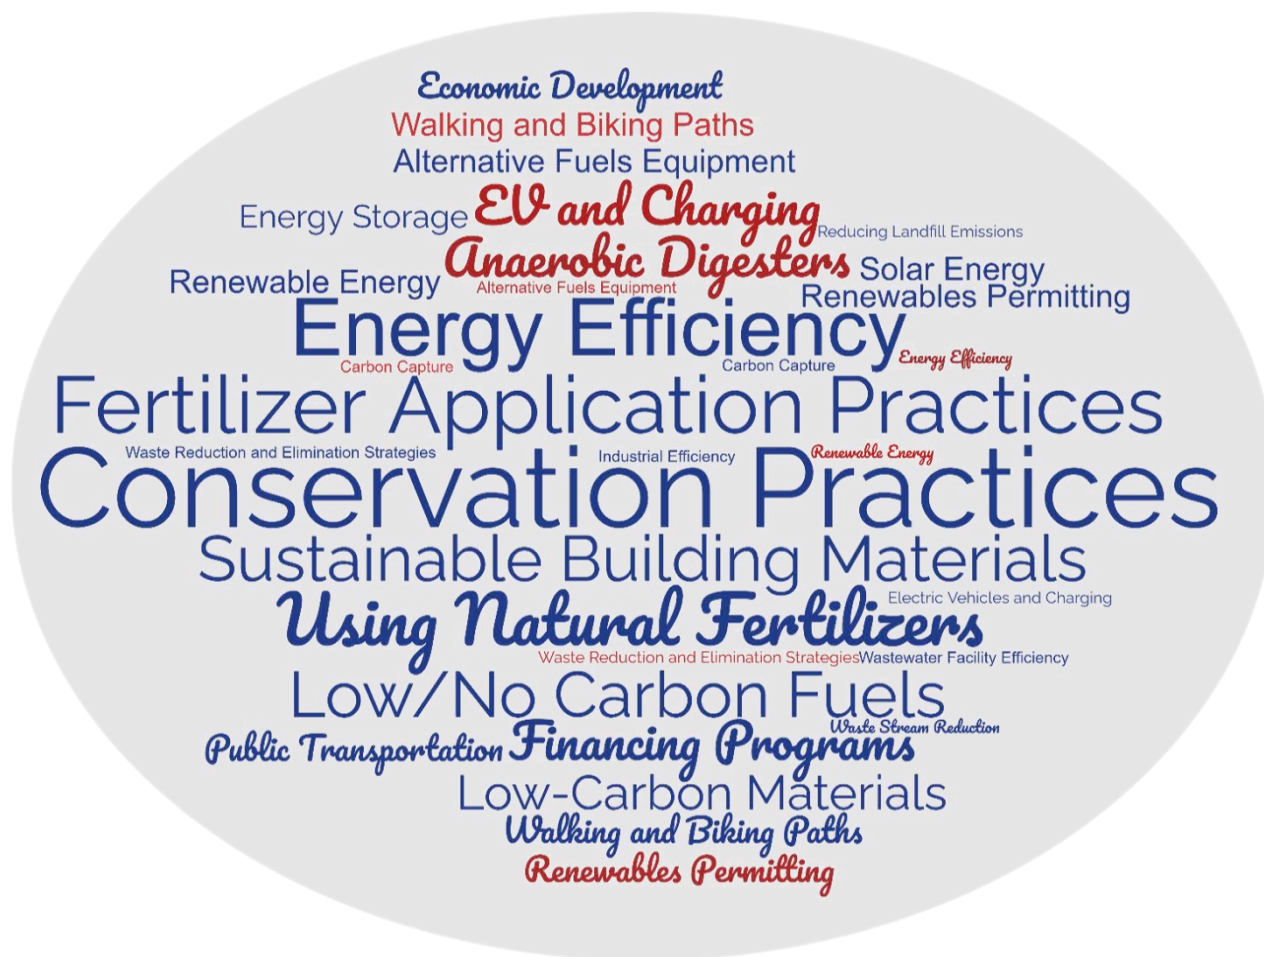 Economic Development
Walking and Biking Paths
Alternative Fuels Equipment
Energy Storage
EV and Charging
Reducing Landfill Emissions
Anaerobic Digesters
Solar Energy
Renewable Energy
Alternative Fuels Equipment
Renewables Permitting
Energy Efficiency
Carbon Capture
Carbon Capture
Energy Efficiency
Fertilizer Application Practices
Waste Reduction and Elimination Strategies
Industrial Efficiency
Renewable Energy
Conservation Practices
Sustainable Building Materials
Electric Vehicles and Charging
Using Natural Fertilizers
Waste Reduction and Elimination Strategies
Wastewater Facility Efficiency
Low/No Carbon Fuels
Waste Stream Reduction
Public Transportation
Financing Programs
Low-Carbon Materials
Walking and Biking Paths
Renewables Permitting